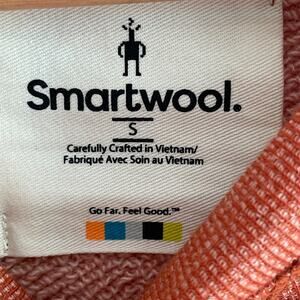 Smartwool.
S
Carefully Crafted in Vietnam/
Fabriqué Avec Soin au Vietnam
Go Far. Feel Good.™